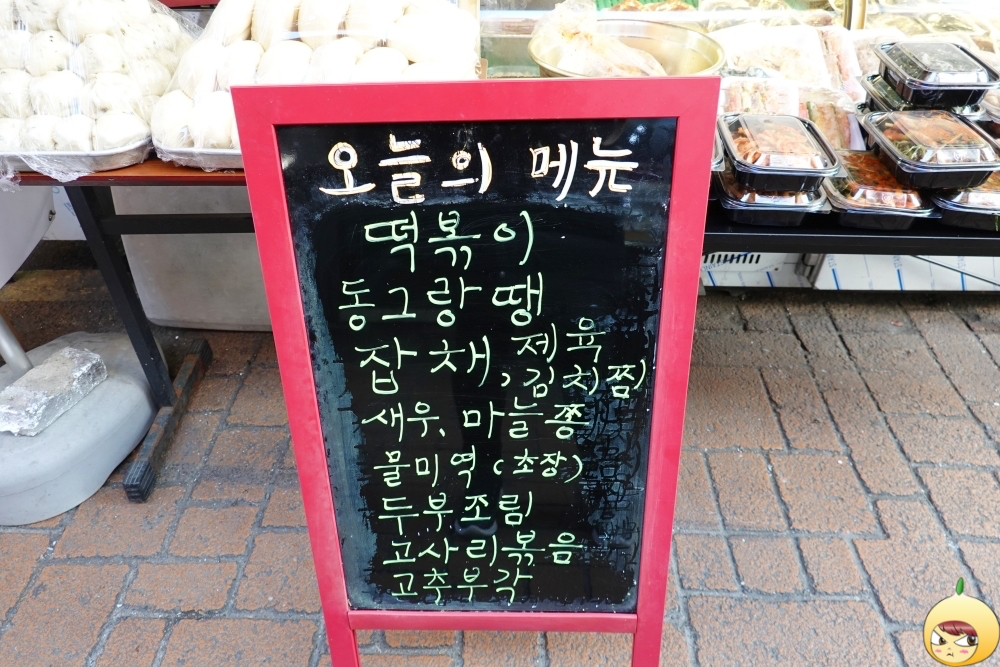 오늘의 메뉴
떡볶이
동그랑땡
잡채, 제육
김치찜)
새우, 마늘쫑
물미역 (초장)
두부조림
고사리볶음
고추부각